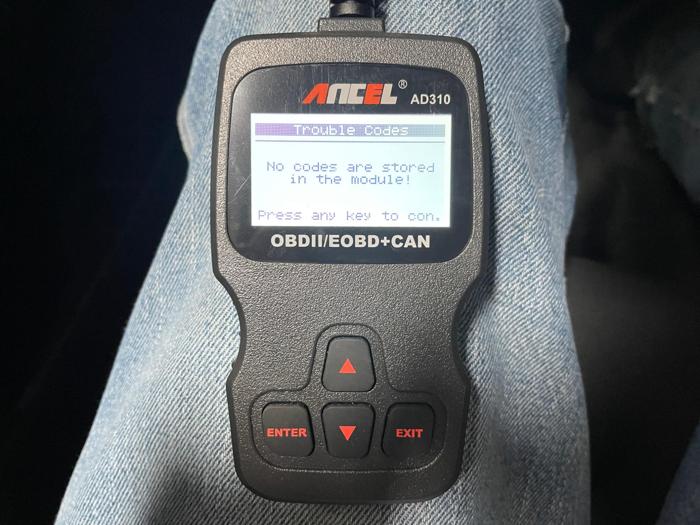 ANCEL®
AD310
Trouble Codes
No codes are stored
in the module!
Press any key to con.
OBDII/EOBD+CAN
ENTER
EXIT